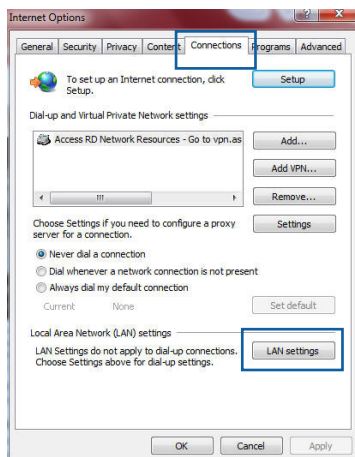 Internet Options
General Security Privacy Content Connections Programs Advanced
To set up an Internet connection, click
Setup.
Setup
Dial-up and Virtual Private Network settings
Access RD Network Resources - Go to vpn.as
Add...
Add VPN...
Remove...
Choose Settings if you need to configure a proxy
server for a connection.
Settings
Never dial a connection
Dial whenever a network connection is not present
Always dial my default connection
Current None
Set default
Local Area Network (LAN) settings
LAN Settings do not apply to dial-up connections.
Choose Settings above for dial-up settings.
LAN settings
OK Cancel Apply